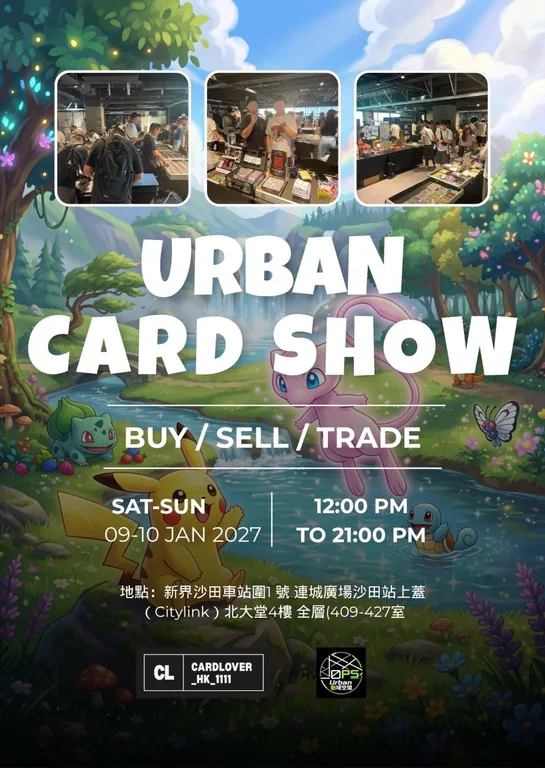 URBAN
CARD SHOW
BUY / SELL / TRADE
SAT-SUN
09-10 JAN 2027
12:00 PM
TO 21:00 PM
地點：新界沙田車站圍1 號 連城廣場沙田站上蓋
( Citylink ) 北大堂4樓 全層(409-427室
CL
CARDLOVER
_HK_1111
OPS
Urban